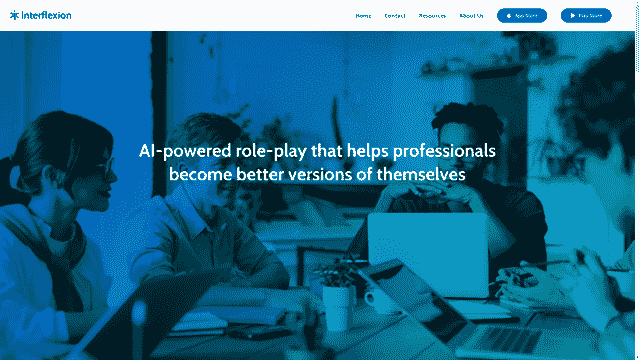 interflexion
Home Contact Resources About Us App Store Play Store
AI-powered role-play that helps professionals
become better versions of themselves